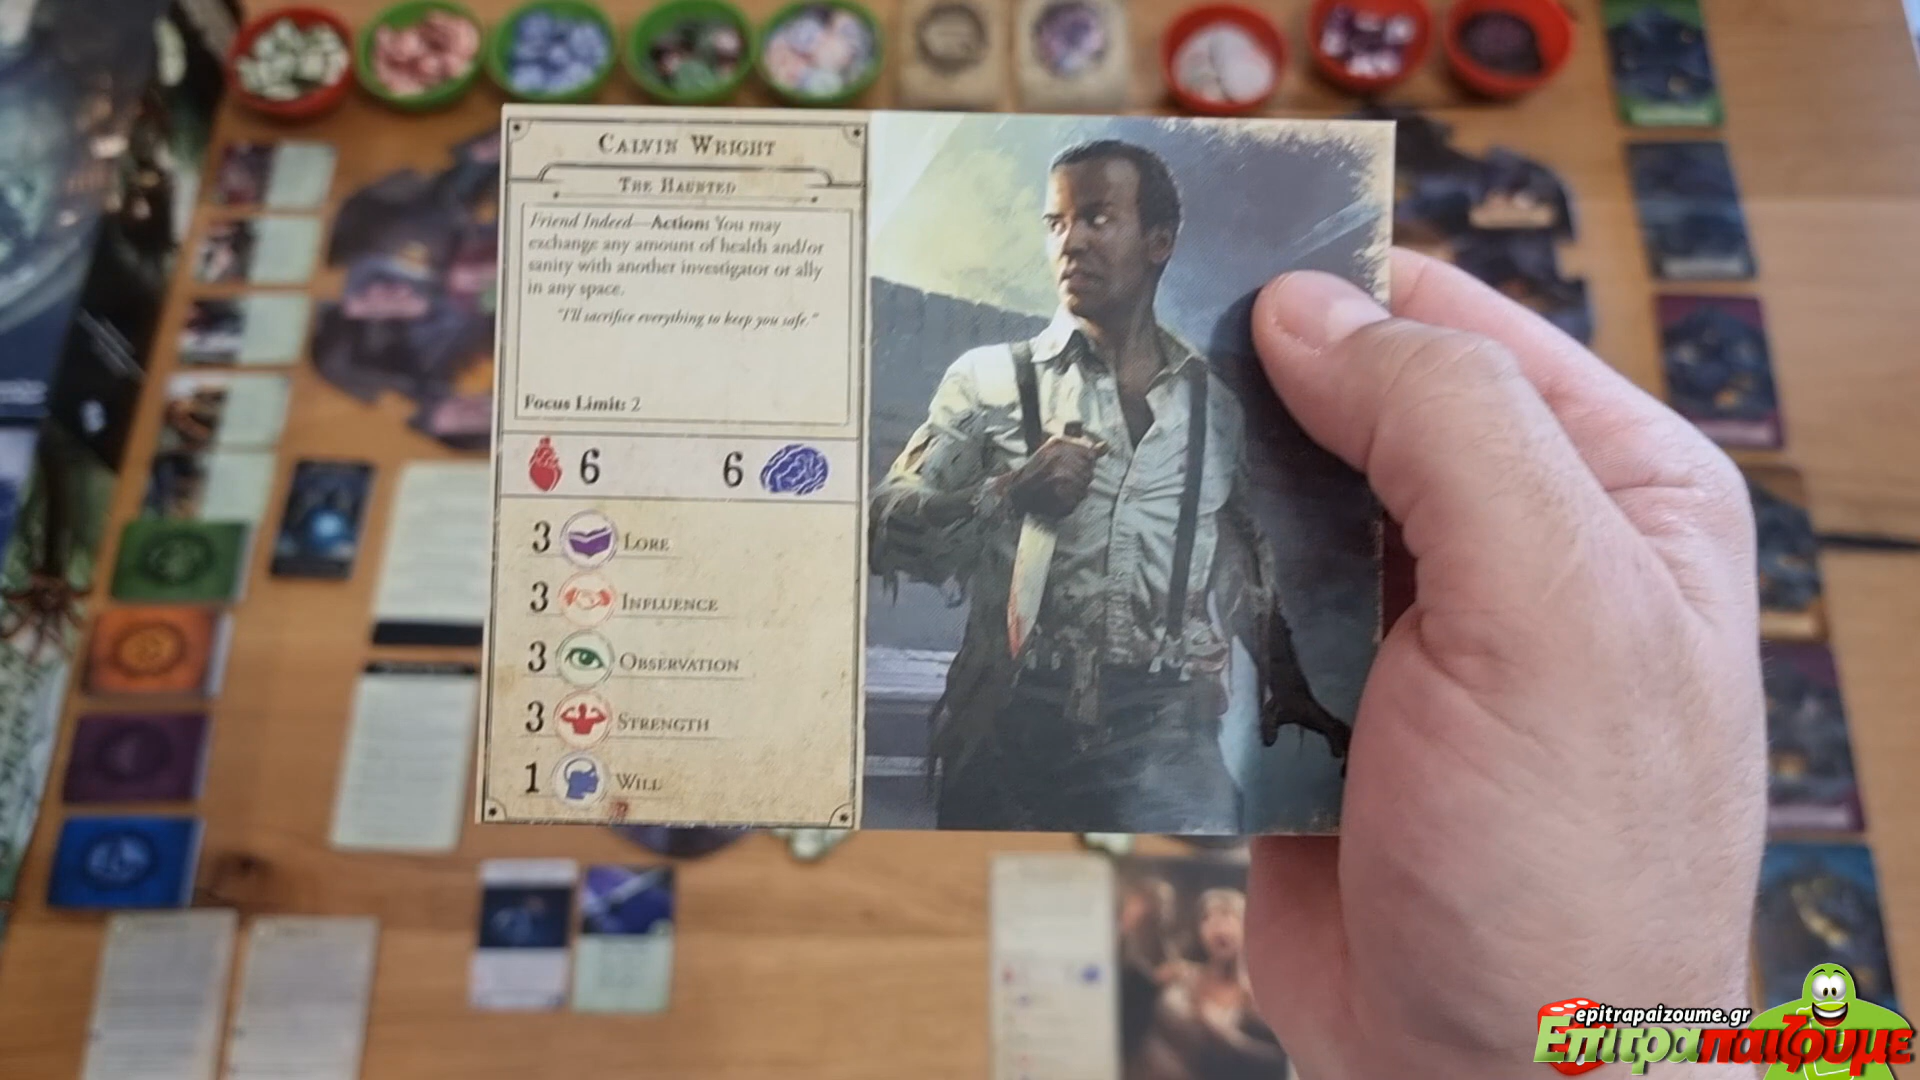 Calvin Wright
The Haunted
Friend Indeed—Action: You may
exchange any amount of health and/or
sanity with another investigator or ally
in any space.
"I'll sacrifice everything to keep you safe."
Focus Limit: 2
6 6
3 Lore
3 Influence
3 Observation
3 Strength
1 Will
epitrapaizoume.gr
Επιτραπαιζουμε